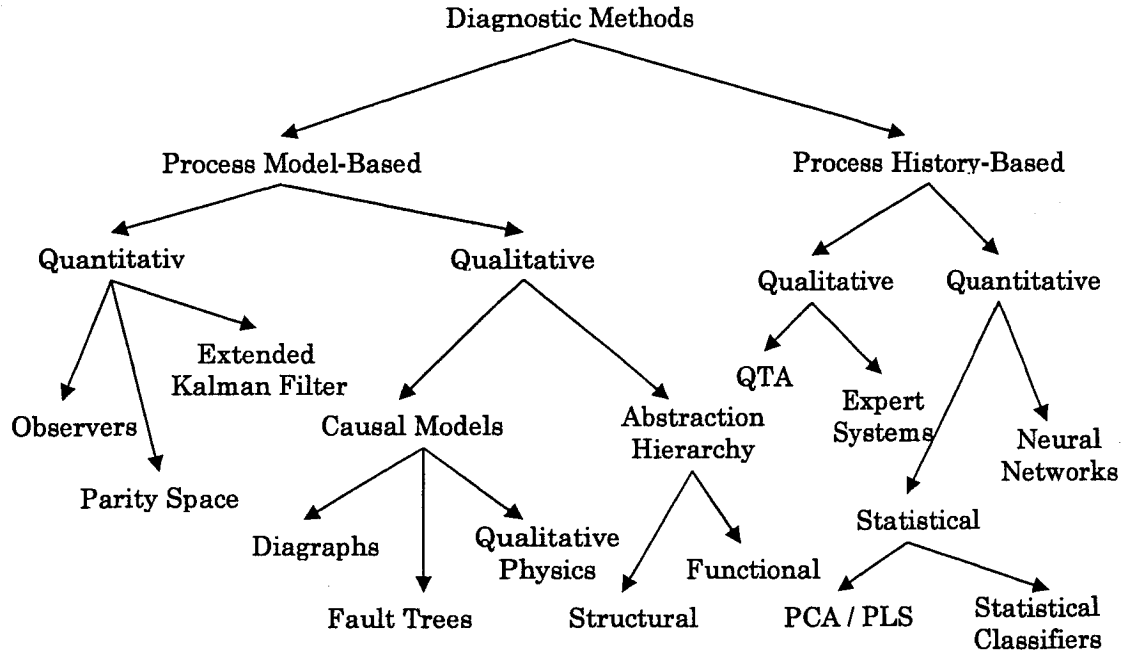 Diagnostic Methods
Process Model-Based
Process History-Based
Quantitativ
Qualitative
Qualitative
Quantitative
Extended
Kalman Filter
QTA
Observers
Causal Models
Abstraction
Hierarchy
Expert
Systems
Neural
Networks
Parity Space
Statistical
Diagraphs
Qualitative
Physics
Functional
Fault Trees
Structural
PCA / PLS
Statistical
Classifiers